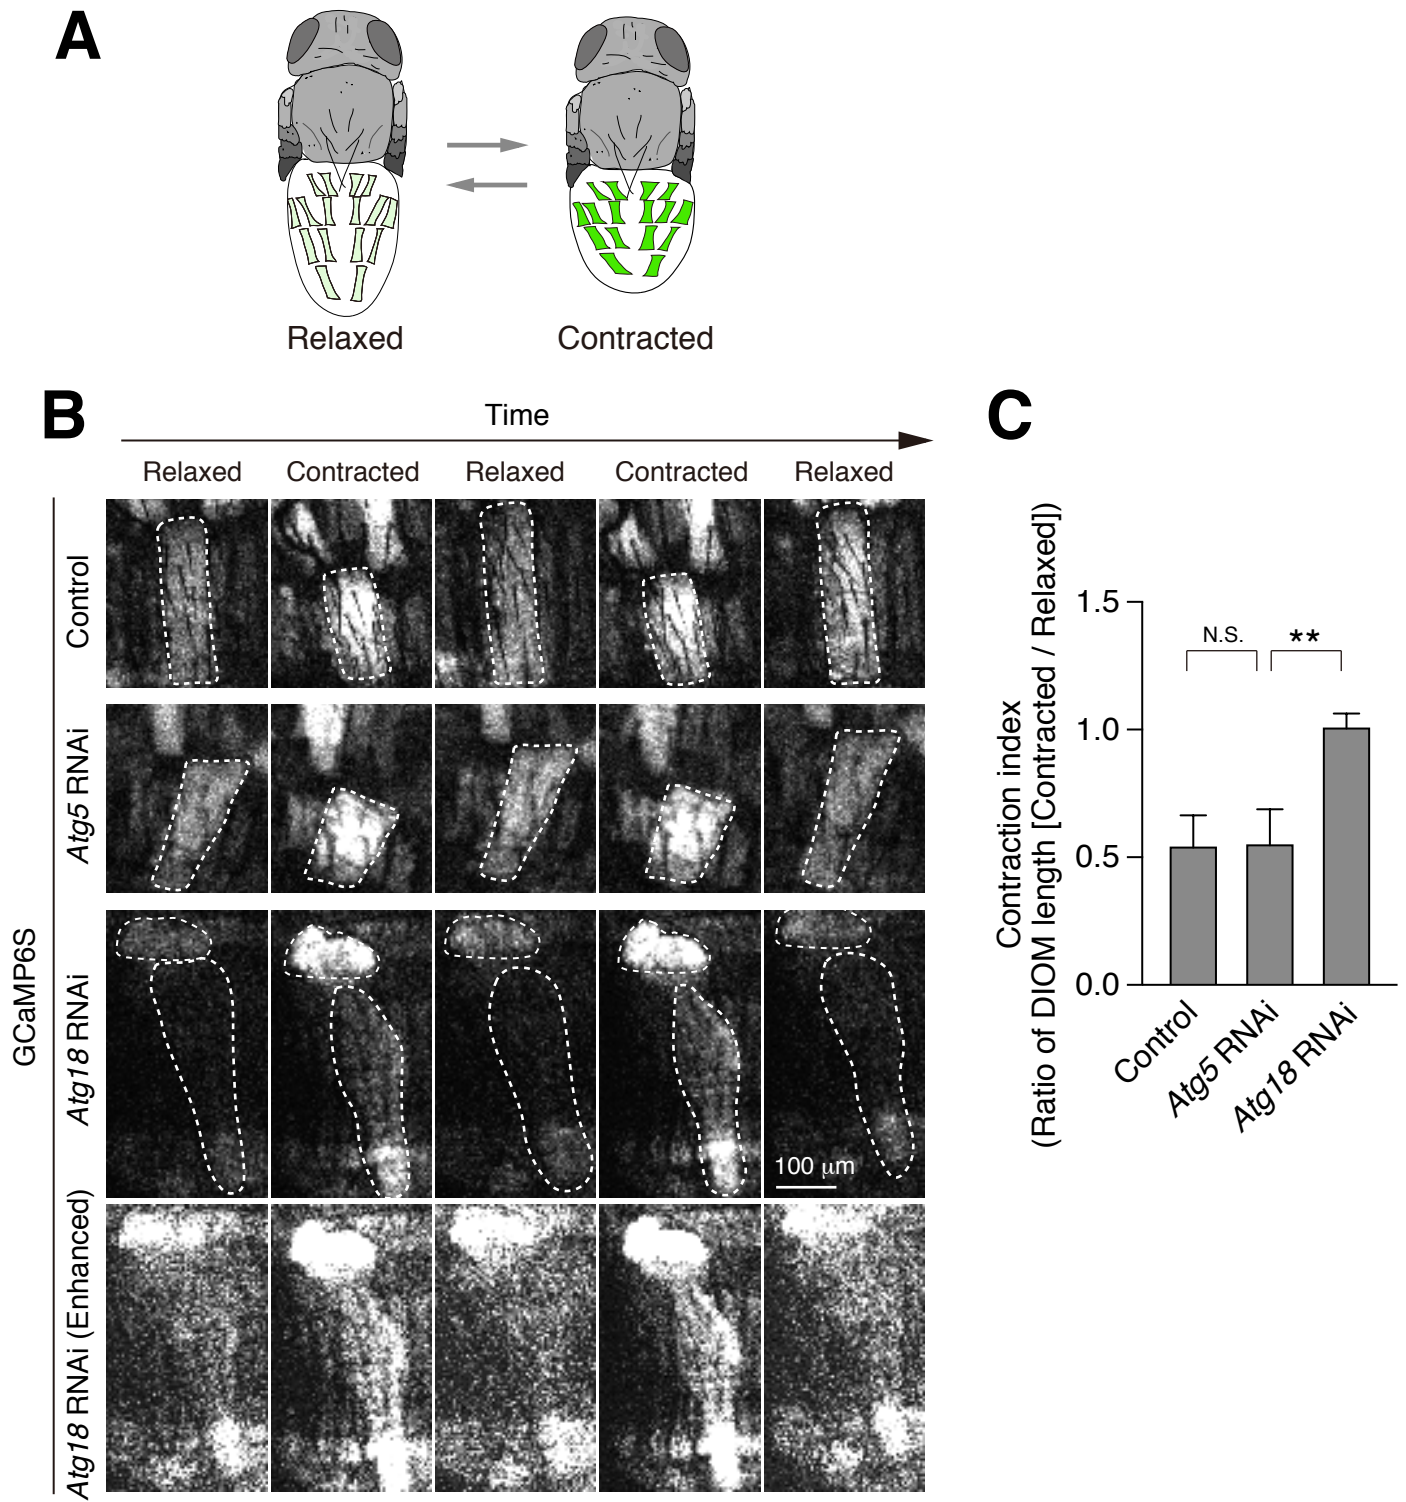 A
Relaxed
Contracted
B
Time
Relaxed
Contracted
Relaxed
Contracted
Relaxed
GCaMP6S
Control
Atg5 RNAi
Atg18 RNAi
100 μm
Atg18 RNAi (Enhanced)
C
Contraction index
(Ratio of DIOM length [Contracted / Relaxed])
1.5
1.0
0.5
0.0
N.S.
**
Control
Atg5 RNAi
Atg18 RNAi